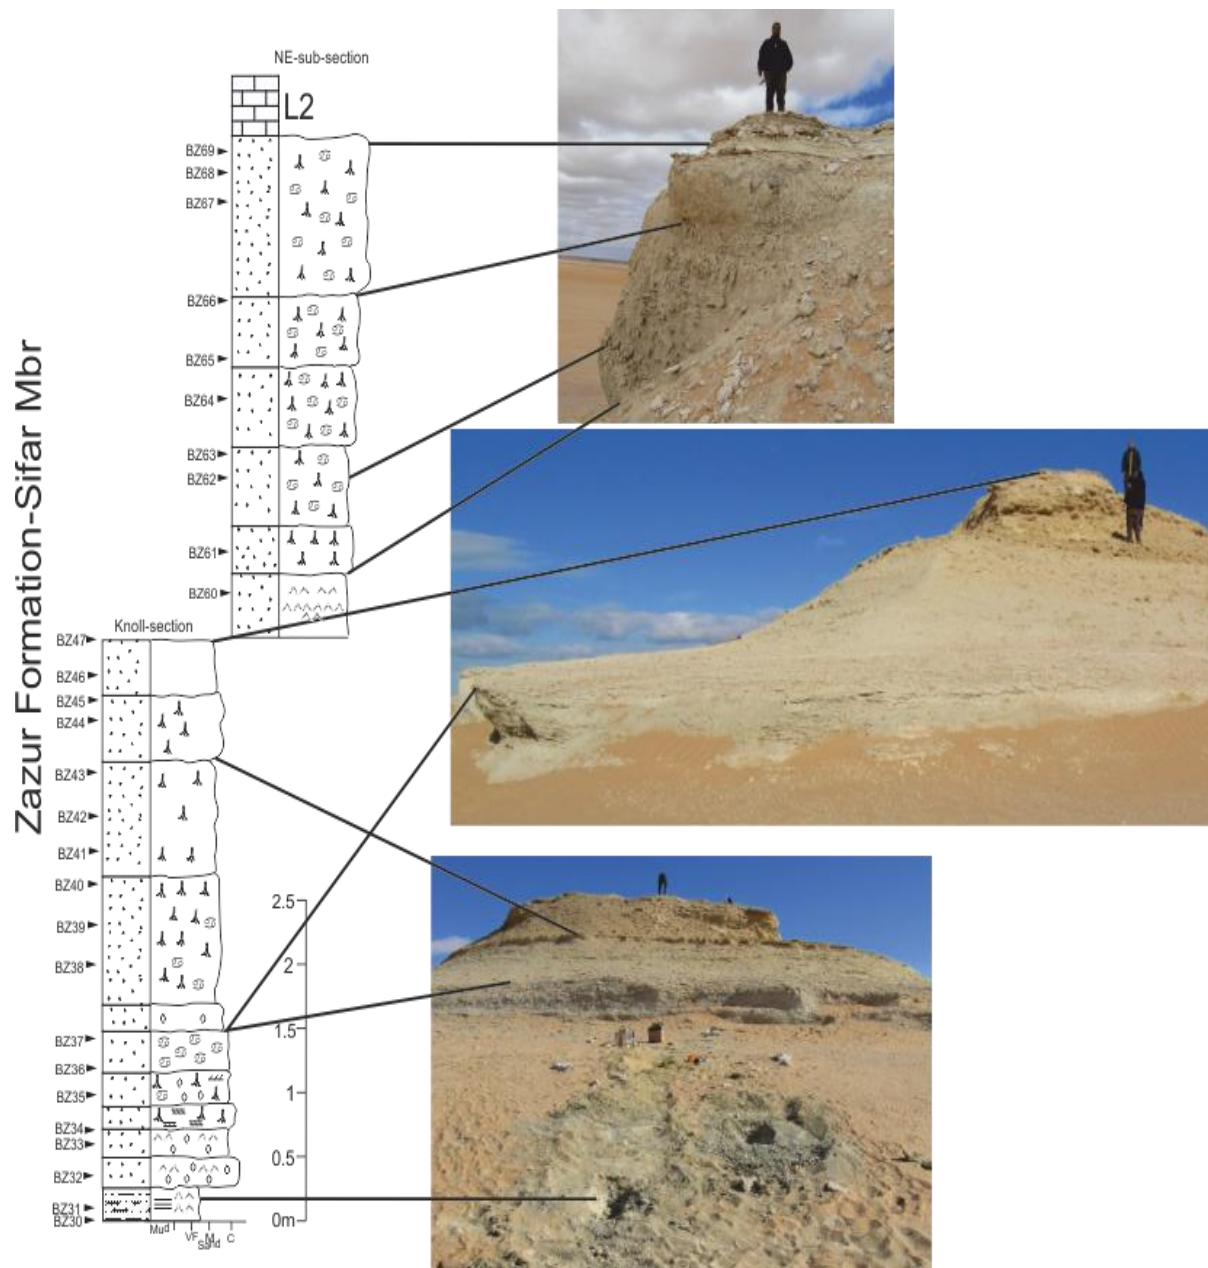 NE-sub-section
L2
BZ69
BZ68
BZ67
BZ66
BZ65
BZ64
BZ63
BZ62
BZ61
BZ60
Zazur Formation-Sifar Mbr
Knoll-section
BZ47
BZ46
BZ45
BZ44
BZ43
BZ42
BZ41
BZ40
BZ39
BZ38
BZ37
BZ36
BZ35
BZ34
BZ33
BZ32
BZ31
BZ30
2.5
2
1.5
1
0.5
0m
Mud
VF M C
Sand